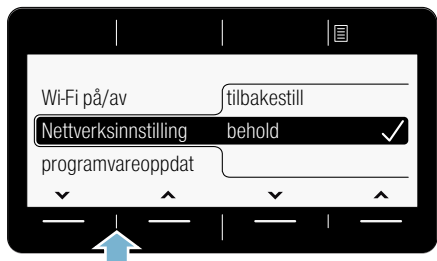 Wi-Fi på/av tilbakestill
Nettverksinnstilling behold
programvareoppdat